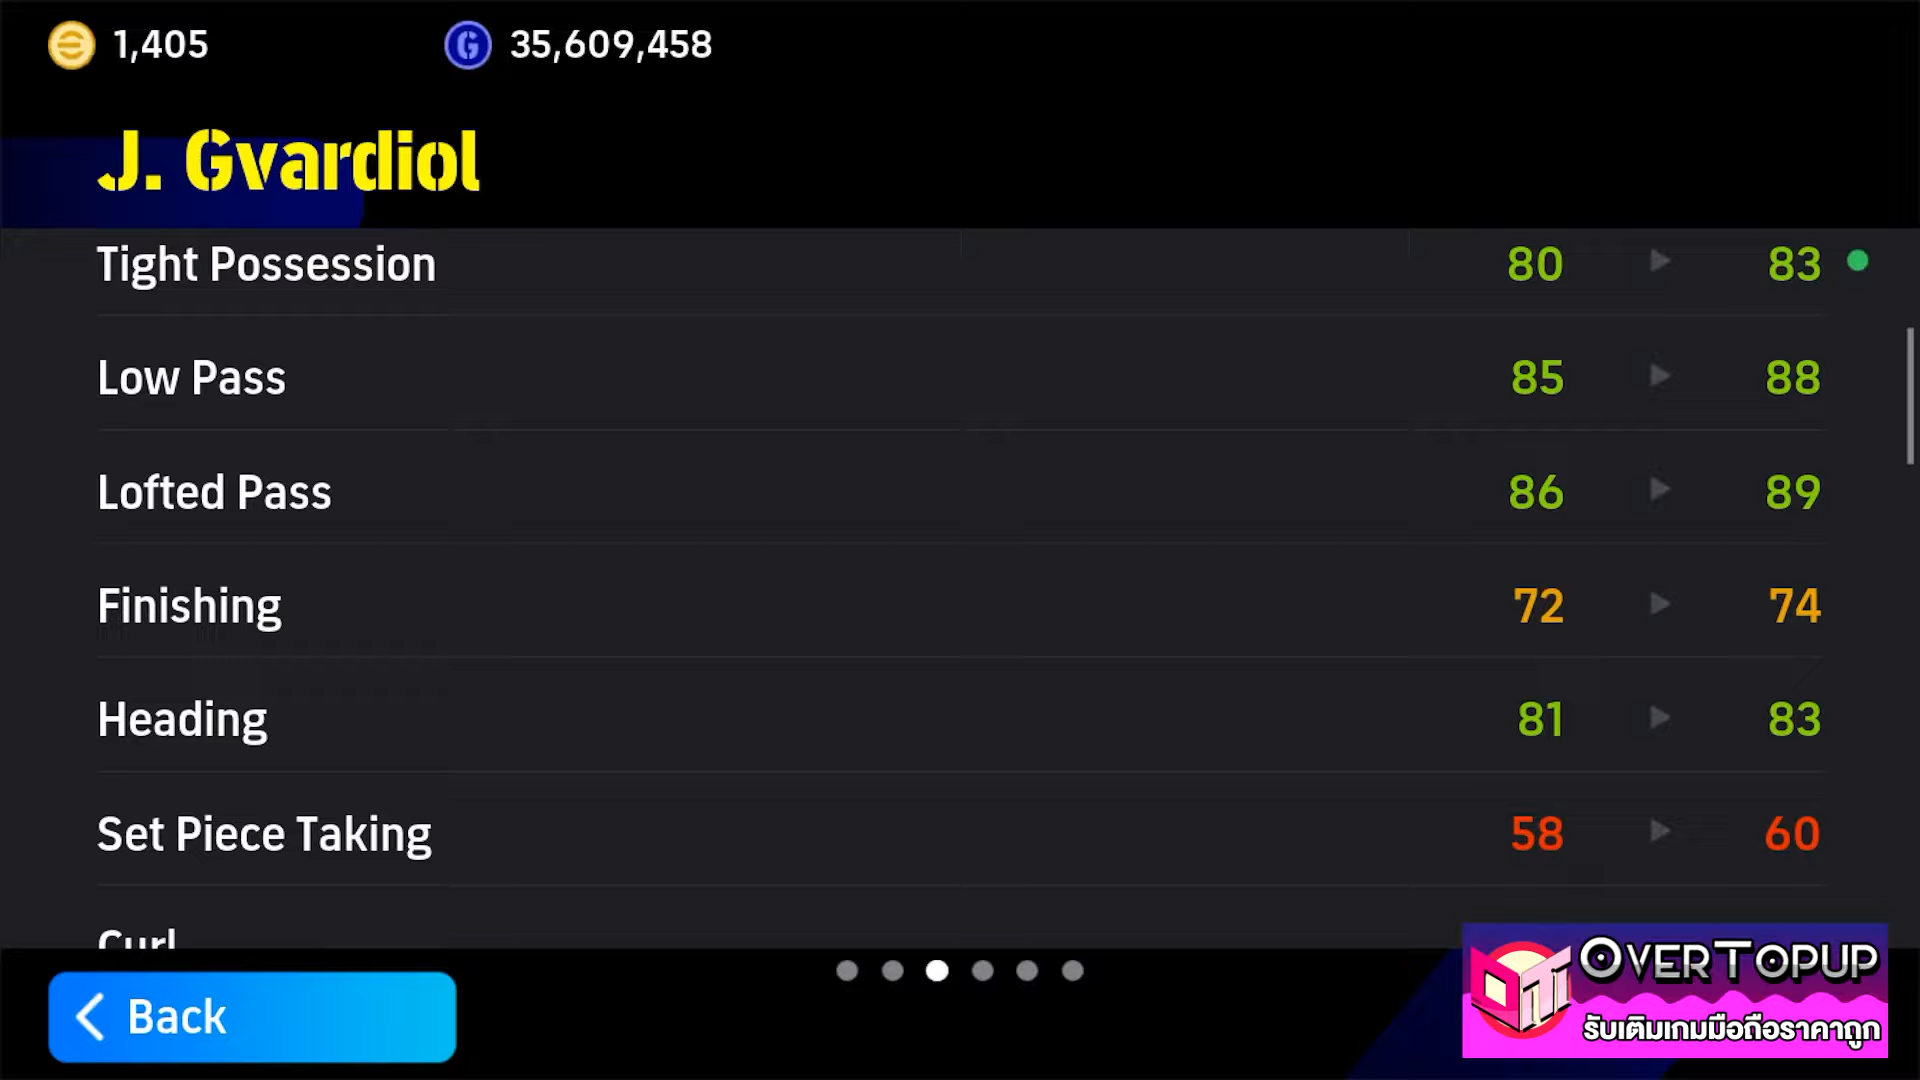 1,405
35,609,458
J. Gvardiol
Tight Possession 80 83
Low Pass 85 88
Lofted Pass 86 89
Finishing 72 74
Heading 81 83
Set Piece Taking 58 60
Curl
Back
OVERTOPUP
รับเติมเกมมือถือราคาถูก